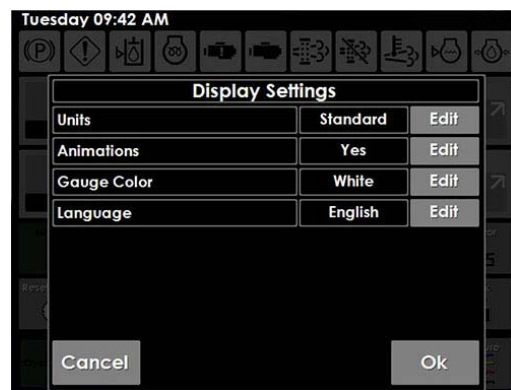 Tuesday 09:42 AM
(P)
Display Settings
Units Standard Edit
Animations Yes Edit
Gauge Color White Edit
Language English Edit
Cancel Ok